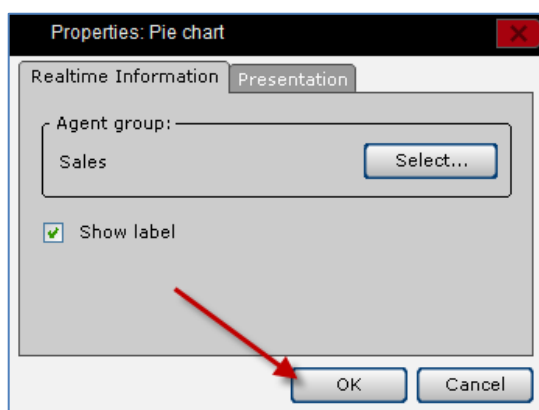 Properties: Pie chart
Realtime Information Presentation
Agent group:
Sales Select...
Show label
OK Cancel